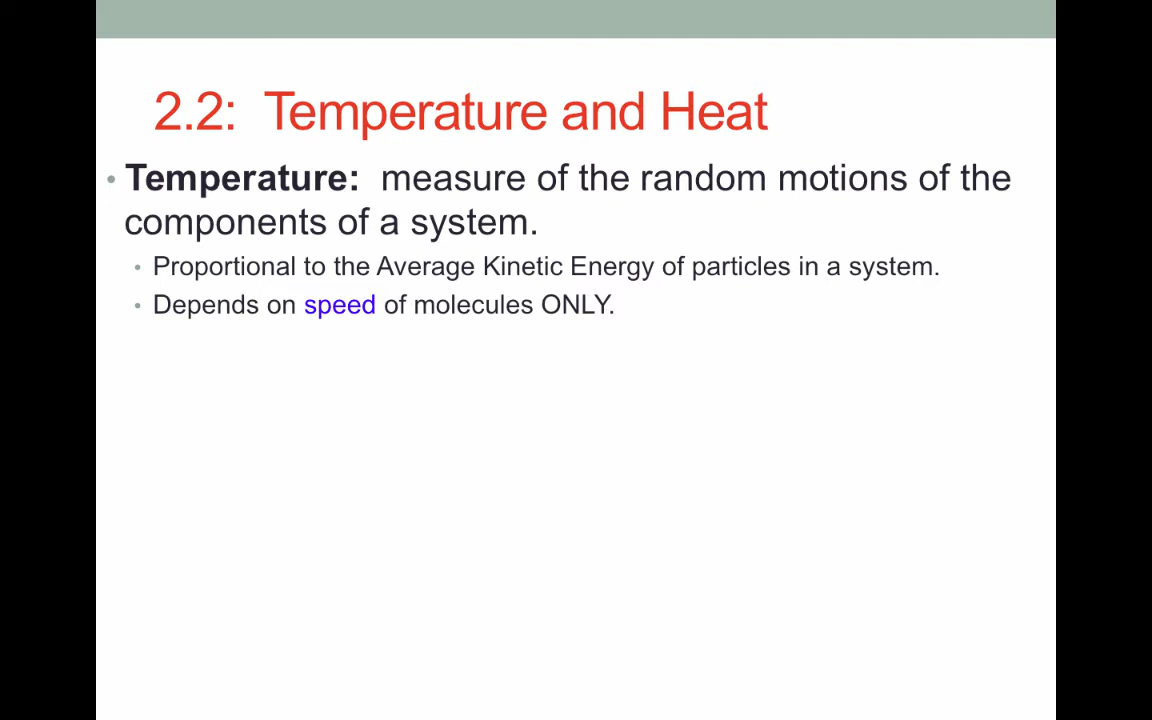 2.2: Temperature and Heat
• Temperature: measure of the random motions of the
components of a system.
• Proportional to the Average Kinetic Energy of particles in a system.
• Depends on speed of molecules ONLY.